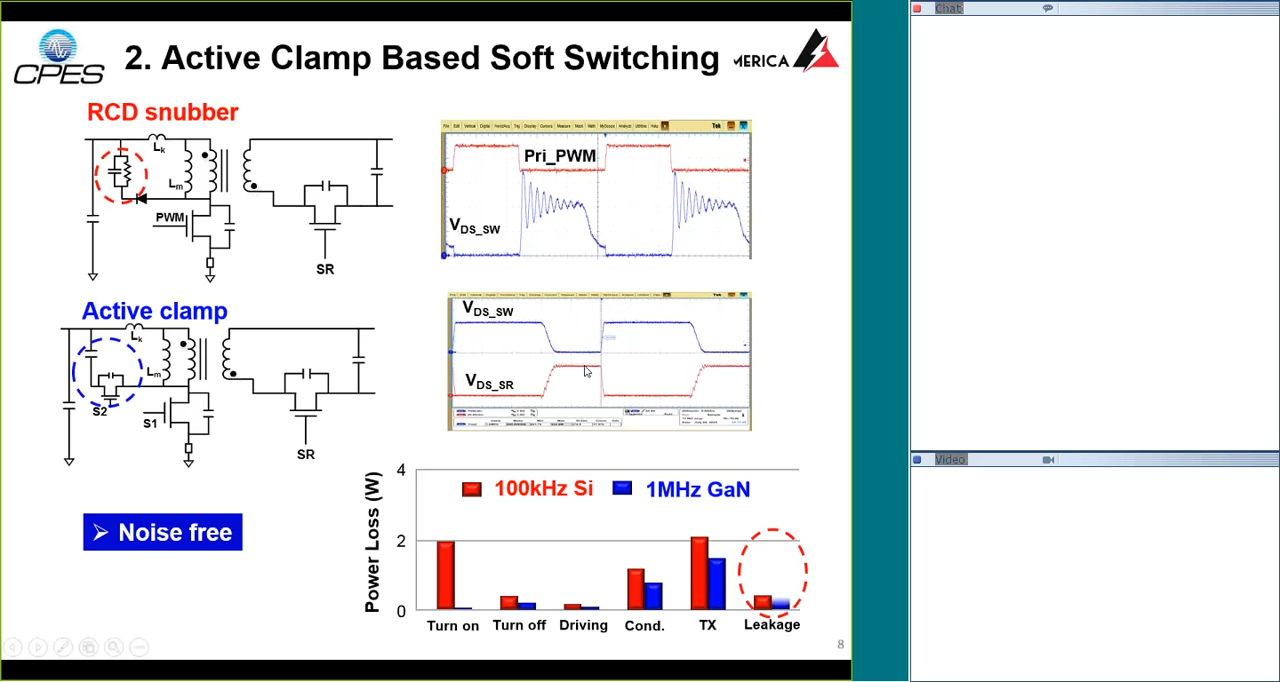 CPES
2. Active Clamp Based Soft Switching
MERICA
RCD snubber
Lk
Lm
PWM
SR
Pri_PWM
VDS_SW
Tek
Active clamp
Lk
Lm
S2
S1
SR
VDS_SW
VDS_SR
Tek
Noise free
Power Loss (W)
4
2
0
100kHz Si
1MHz GaN
Turn on
Turn off
Driving
Cond.
TX
Leakage
8
Chat
Video